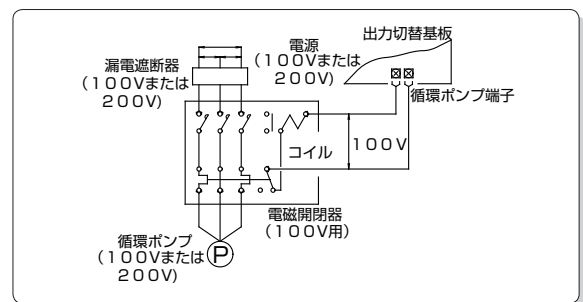 電源
(100Vまたは
200V)
出力切替基板
漏電遮断器
(100Vまたは
200V)
循環ポンプ端子
コイル
100V
電磁開閉器
(100V用)
循環ポンプ
(100Vまたは
200V)
P